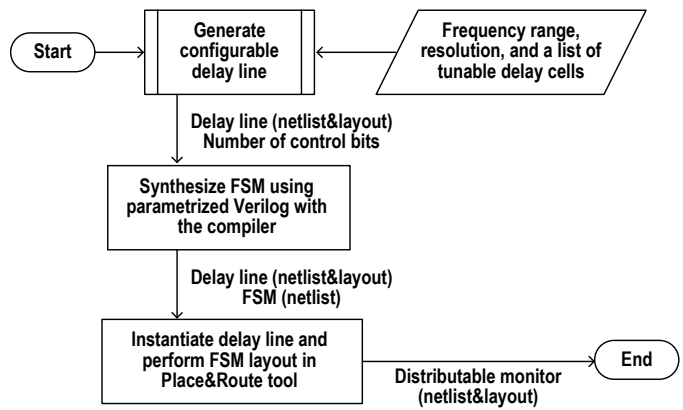 Start
Generate
configurable
delay line
Frequency range,
resolution, and a list of
tunable delay cells
Delay line (netlist&layout)
Number of control bits
Synthesize FSM using
parametrized Verilog with
the compiler
Delay line (netlist&layout)
FSM (netlist)
Instantiate delay line and
perform FSM layout in
Place&Route tool
Distributable monitor
(netlist&layout)
End